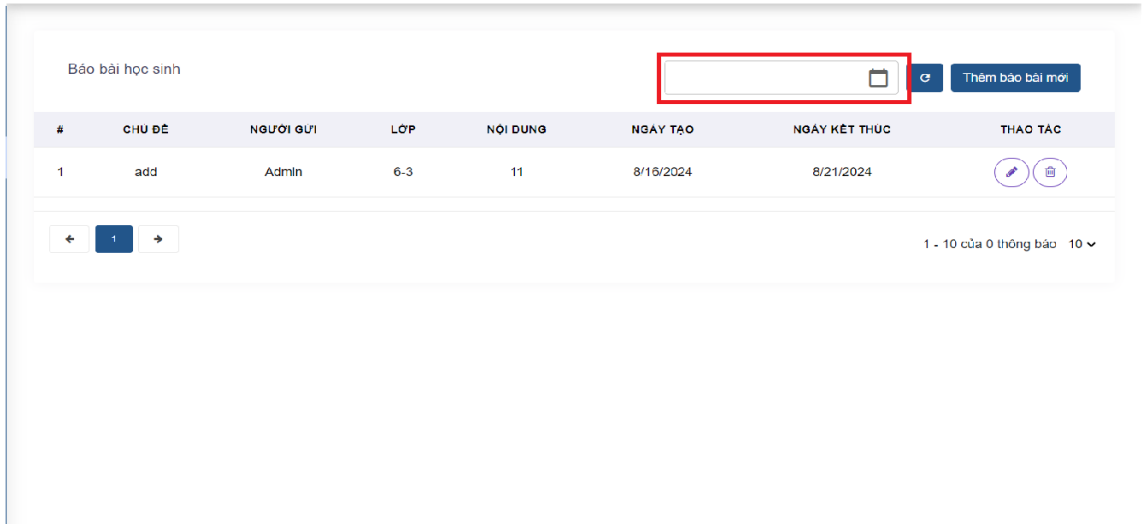 Báo bài học sinh
Thêm báo bài mới
# CHỦ ĐỀ NGƯỜI GỬI LỚP NỘI DUNG NGÀY TẠO NGÀY KẾT THÚC THAO TÁC
1 add Admin 6-3 11 8/16/2024 8/21/2024
1 1 - 10 của 0 thông báo 10